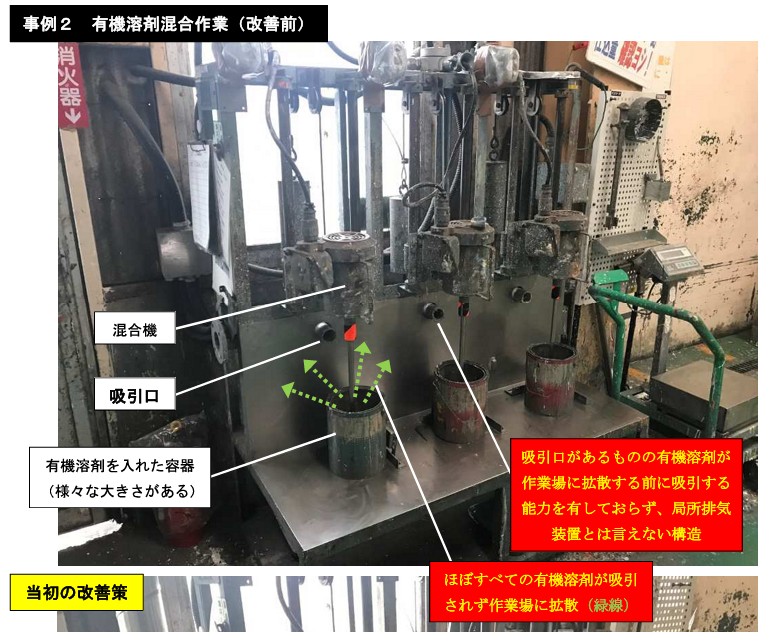 事例２　有機溶剤混合作業（改善前）
消火器
混合機
吸引口
有機溶剤を入れた容器
（様々な大きさがある）
吸引口があるものの有機溶剤が
作業場に拡散する前に吸引する
能力を有しておらず、局所排気
装置とは言えない構造
ほぼすべての有機溶剤が吸引
されず作業場に拡散（緑線）
当初の改善策